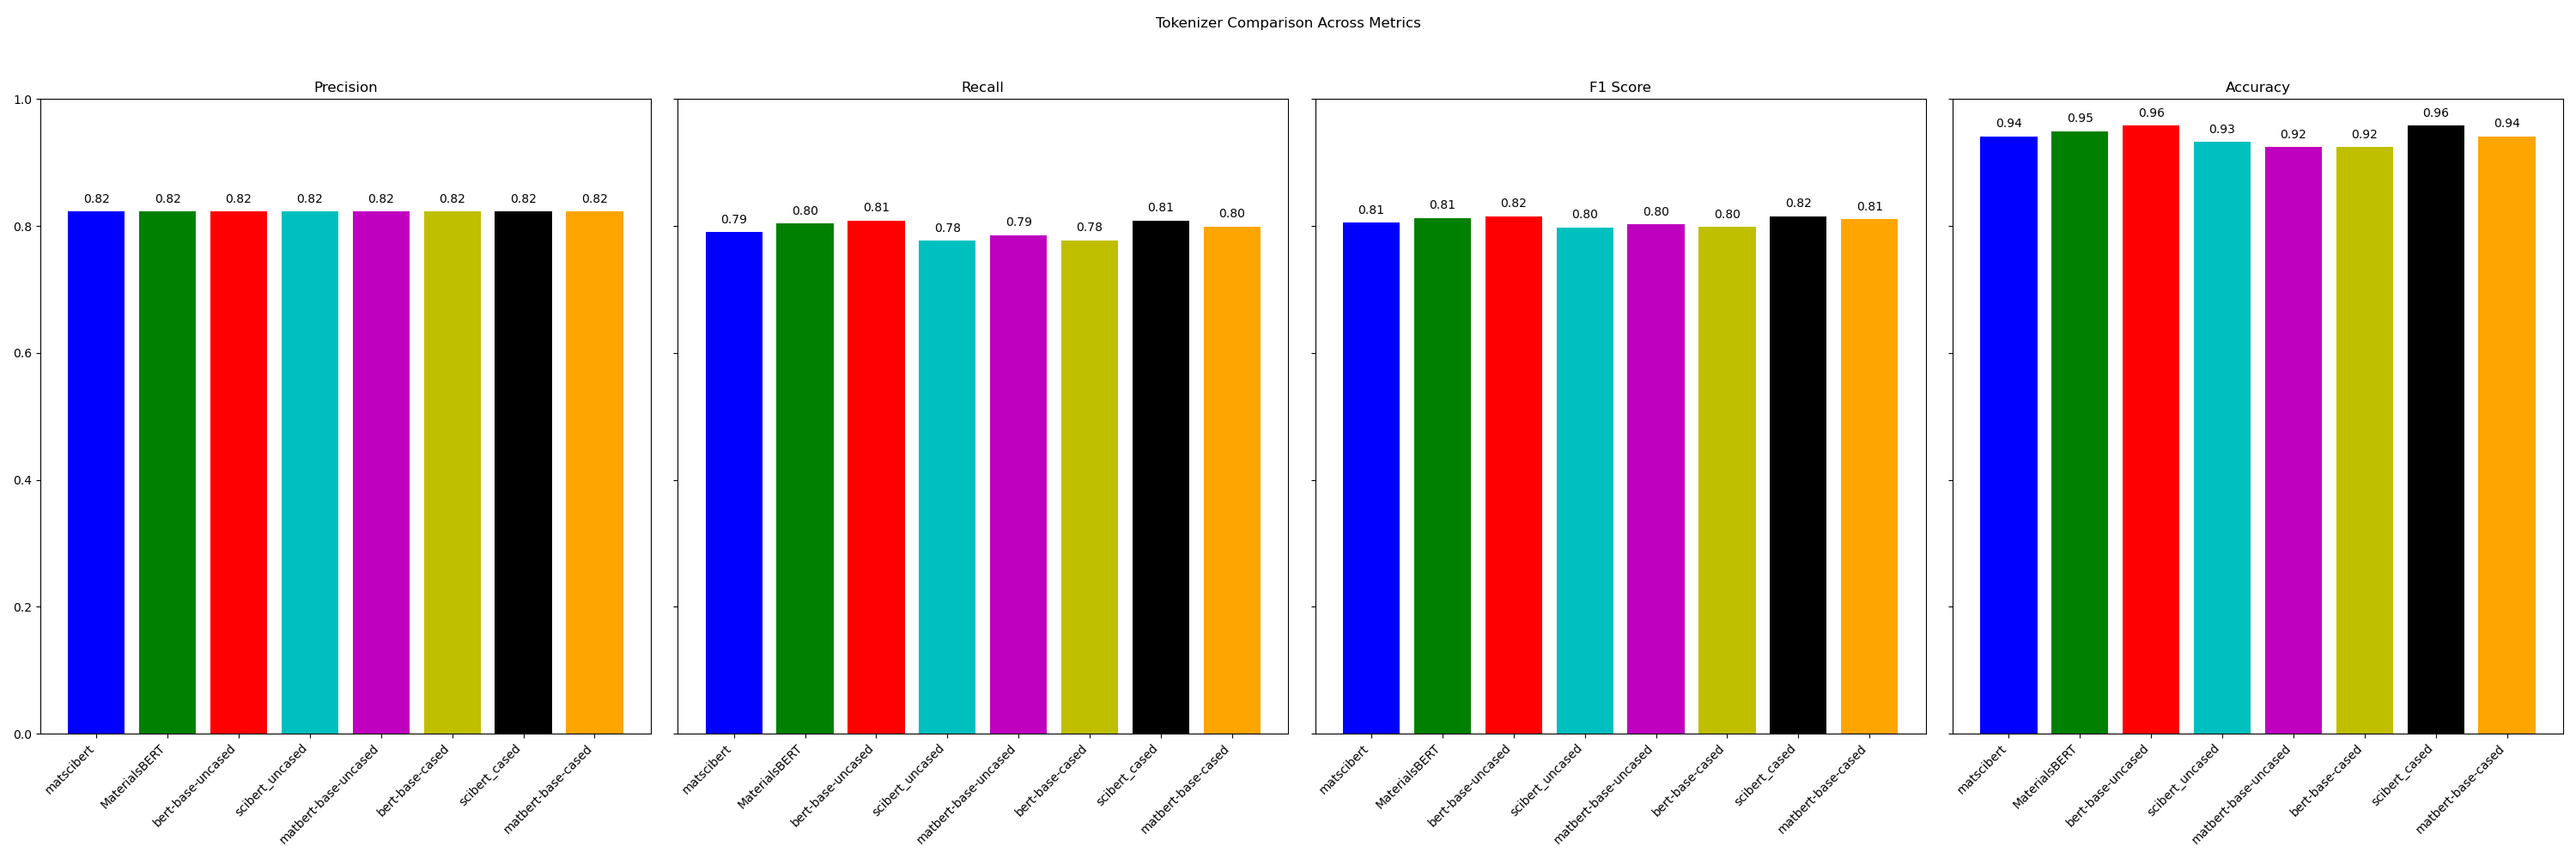 Tokenizer Comparison Across Metrics
Precision
1.0
0.8
0.6
0.4
0.2
0.0
0.82 0.82 0.82 0.82 0.82 0.82 0.82 0.82
matscibert MaterialsBERT bert-base-uncased scibert_uncased matbert-base-uncased bert-base-cased scibert_cased matbert-base-cased
Recall
0.79 0.80 0.81 0.78 0.79 0.78 0.81 0.80
matscibert MaterialsBERT bert-base-uncased scibert_uncased matbert-base-uncased bert-base-cased scibert_cased matbert-base-cased
F1 Score
0.81 0.81 0.82 0.80 0.80 0.80 0.82 0.81
matscibert MaterialsBERT bert-base-uncased scibert_uncased matbert-base-uncased bert-base-cased scibert_cased matbert-base-cased
Accuracy
0.94 0.95 0.96 0.93 0.92 0.92 0.96 0.94
matscibert MaterialsBERT bert-base-uncased scibert_uncased matbert-base-uncased bert-base-cased scibert_cased matbert-base-cased